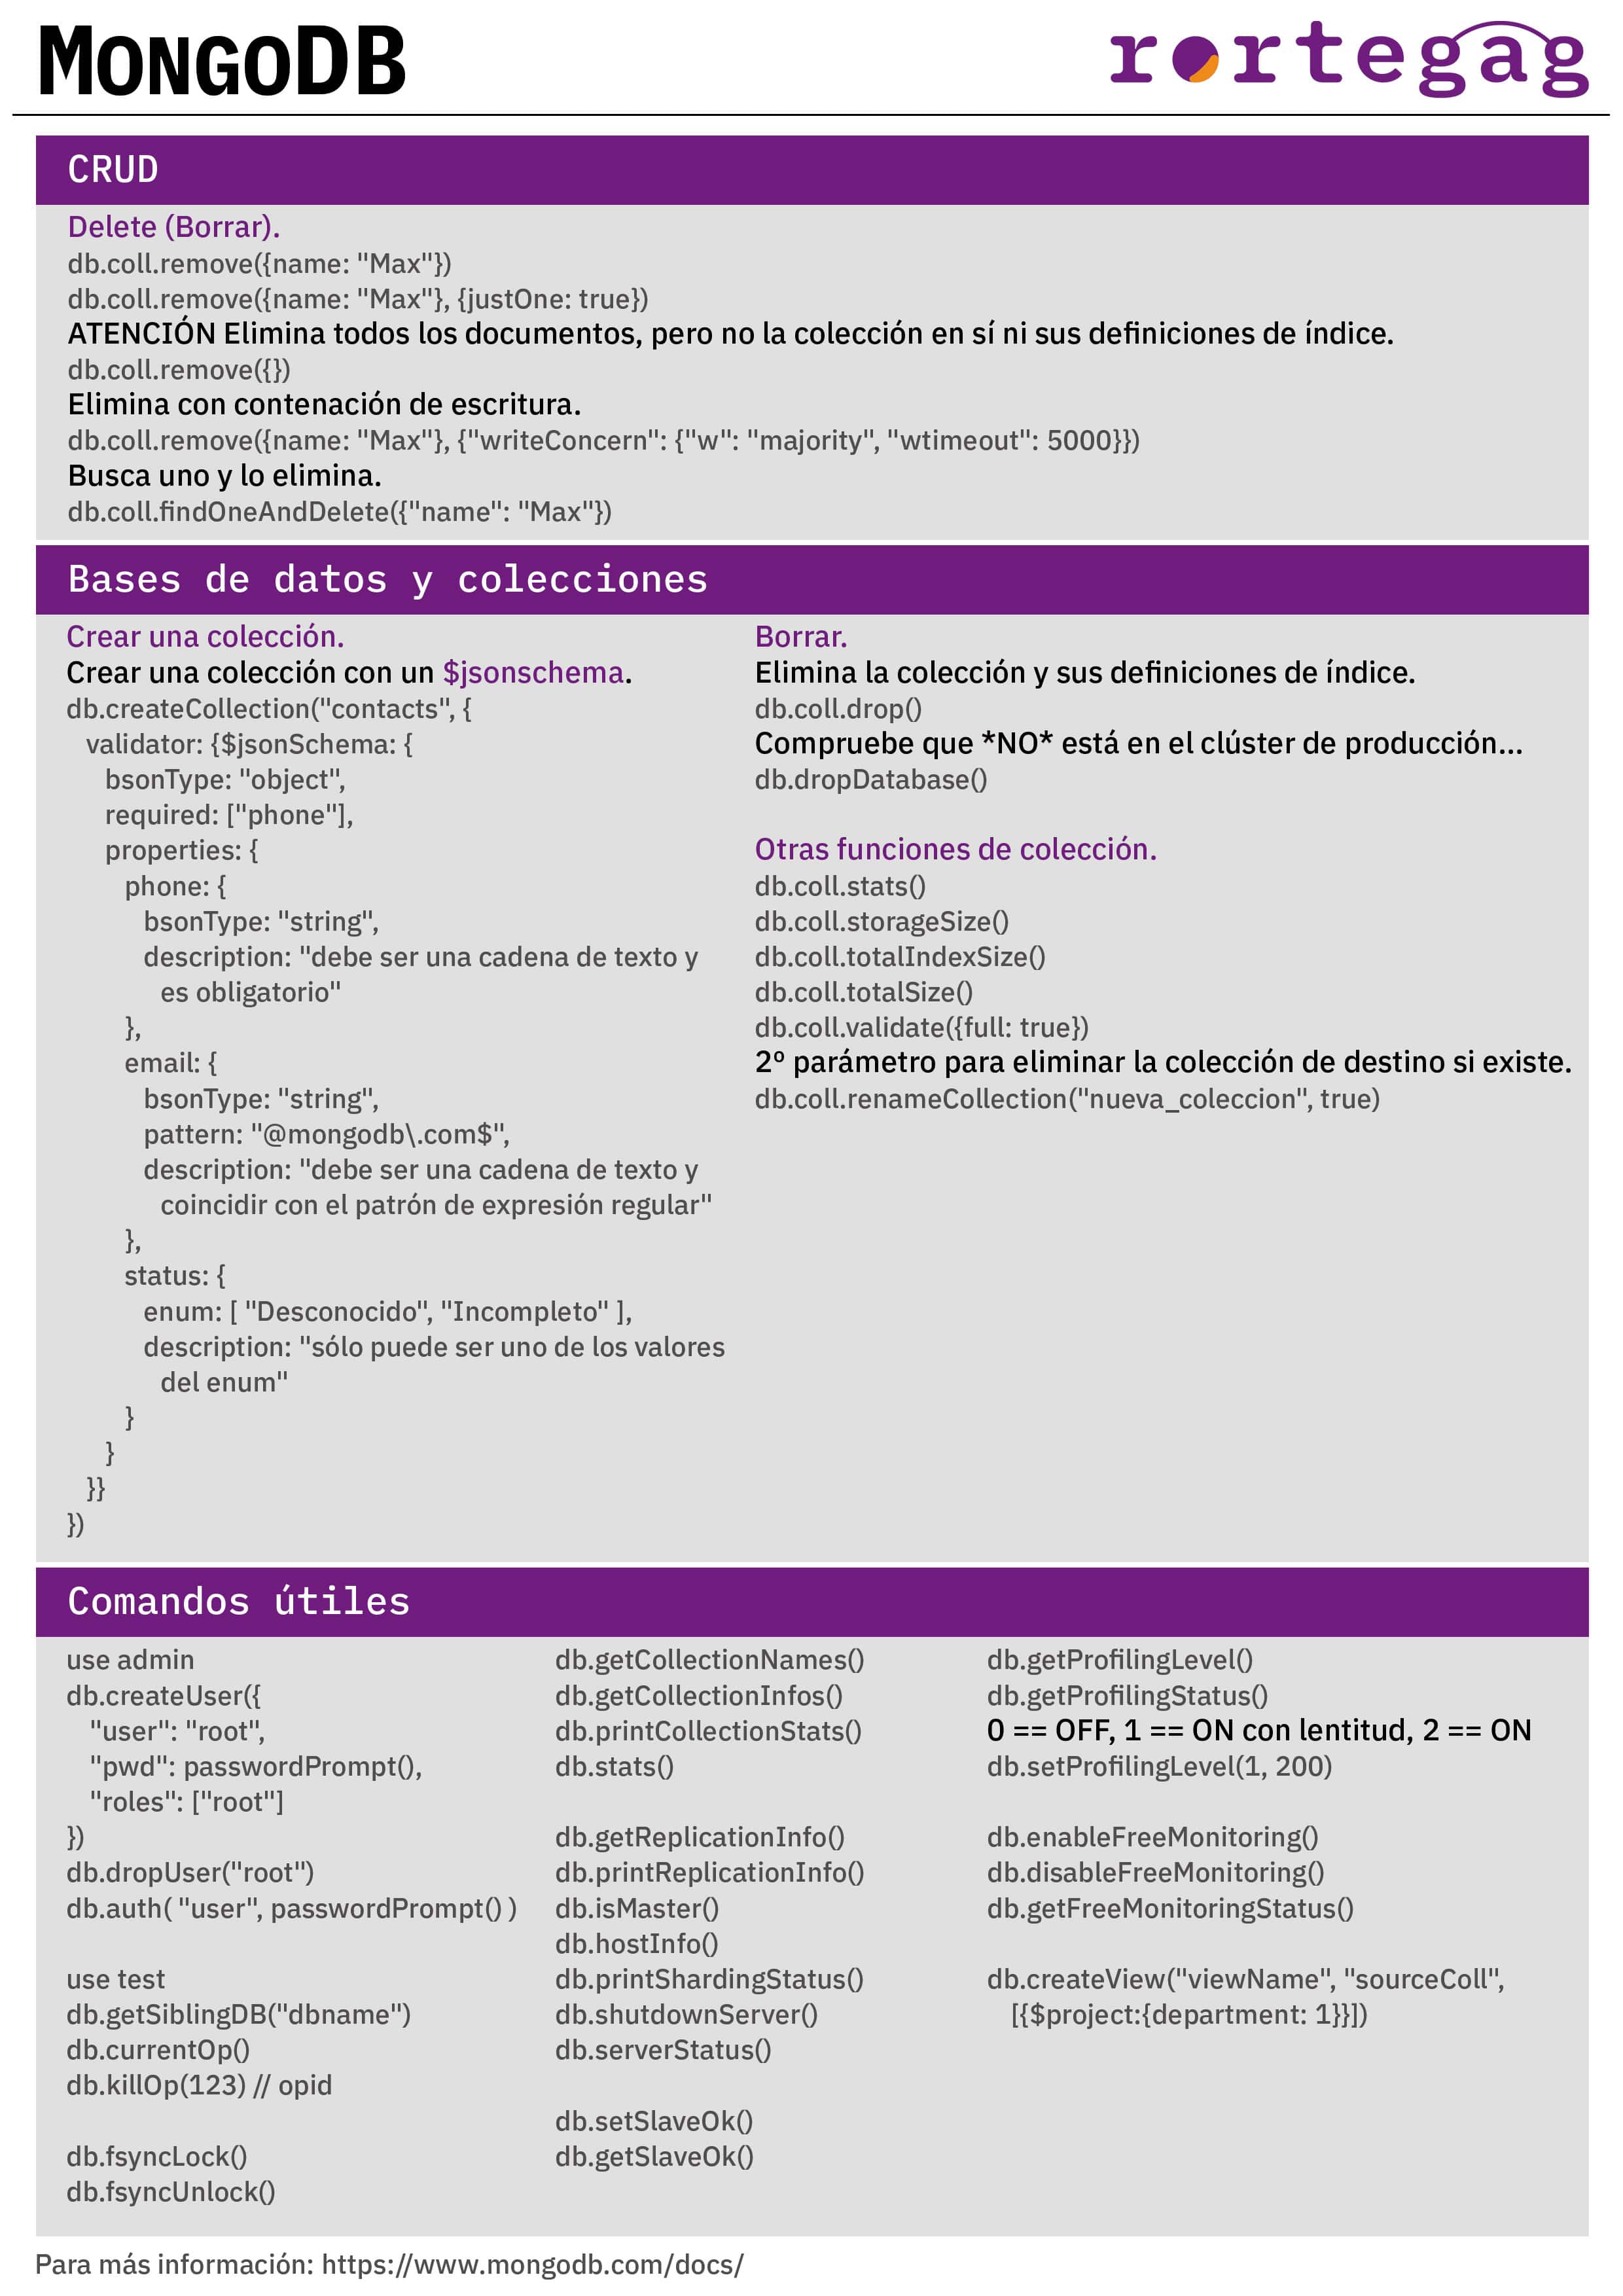 MONGODB
rortegag
CRUD
Delete (Borrar).
db.coll.remove({name: "Max"})
db.coll.remove({name: "Max"}, {justOne: true})
ATENCIÓN Elimina todos los documentos, pero no la colección en sí ni sus definiciones de índice.
db.coll.remove({})
Elimina con contenación de escritura.
db.coll.remove({name: "Max"}, {"writeConcern": {"w": "majority", "wtimeout": 5000}})
Busca uno y lo elimina.
db.coll.findOneAndDelete({"name": "Max"})
Bases de datos y colecciones
Crear una colección.
Crear una colección con un $jsonschema.
db.createCollection("contacts", {
validator: {$jsonSchema: {
bsonType: "object",
required: ["phone"],
properties: {
phone: {
bsonType: "string",
description: "debe ser una cadena de texto y
es obligatorio"
},
email: {
bsonType: "string",
pattern: "@mongodb\.com$",
description: "debe ser una cadena de texto y
coincidir con el patrón de expresión regular"
},
status: {
enum: [ "Desconocido", "Incompleto" ],
description: "sólo puede ser uno de los valores
del enum"
}
}
}}
})
Borrar.
Elimina la colección y sus definiciones de índice.
db.coll.drop()
Compruebe que *NO* está en el clúster de producción...
db.dropDatabase()
Otras funciones de colección.
db.coll.stats()
db.coll.storageSize()
db.coll.totalIndexSize()
db.coll.totalSize()
db.coll.validate({full: true})
2º parámetro para eliminar la colección de destino si existe.
db.coll.renameCollection("nueva_coleccion", true)
Comandos útiles
use admin
db.createUser({
"user": "root",
"pwd": passwordPrompt(),
"roles": ["root"]
})
db.dropUser("root")
db.auth( "user", passwordPrompt() )
use test
db.getSiblingDB("dbname")
db.currentOp()
db.killOp(123) // opid
db.fsyncLock()
db.fsyncUnlock()
db.getCollectionNames()
db.getCollectionInfos()
db.printCollectionStats()
db.stats()
db.getReplicationInfo()
db.printReplicationInfo()
db.isMaster()
db.hostInfo()
db.printShardingStatus()
db.shutdownServer()
db.serverStatus()
db.setSlaveOk()
db.getSlaveOk()
db.getProfilingLevel()
db.getProfilingStatus()
0 == OFF, 1 == ON con lentitud, 2 == ON
db.setProfilingLevel(1, 200)
db.enableFreeMonitoring()
db.disableFreeMonitoring()
db.getFreeMonitoringStatus()
db.createView("viewName", "sourceColl",
[{$project:{department: 1}}])
Para más información: https://www.mongodb.com/docs/